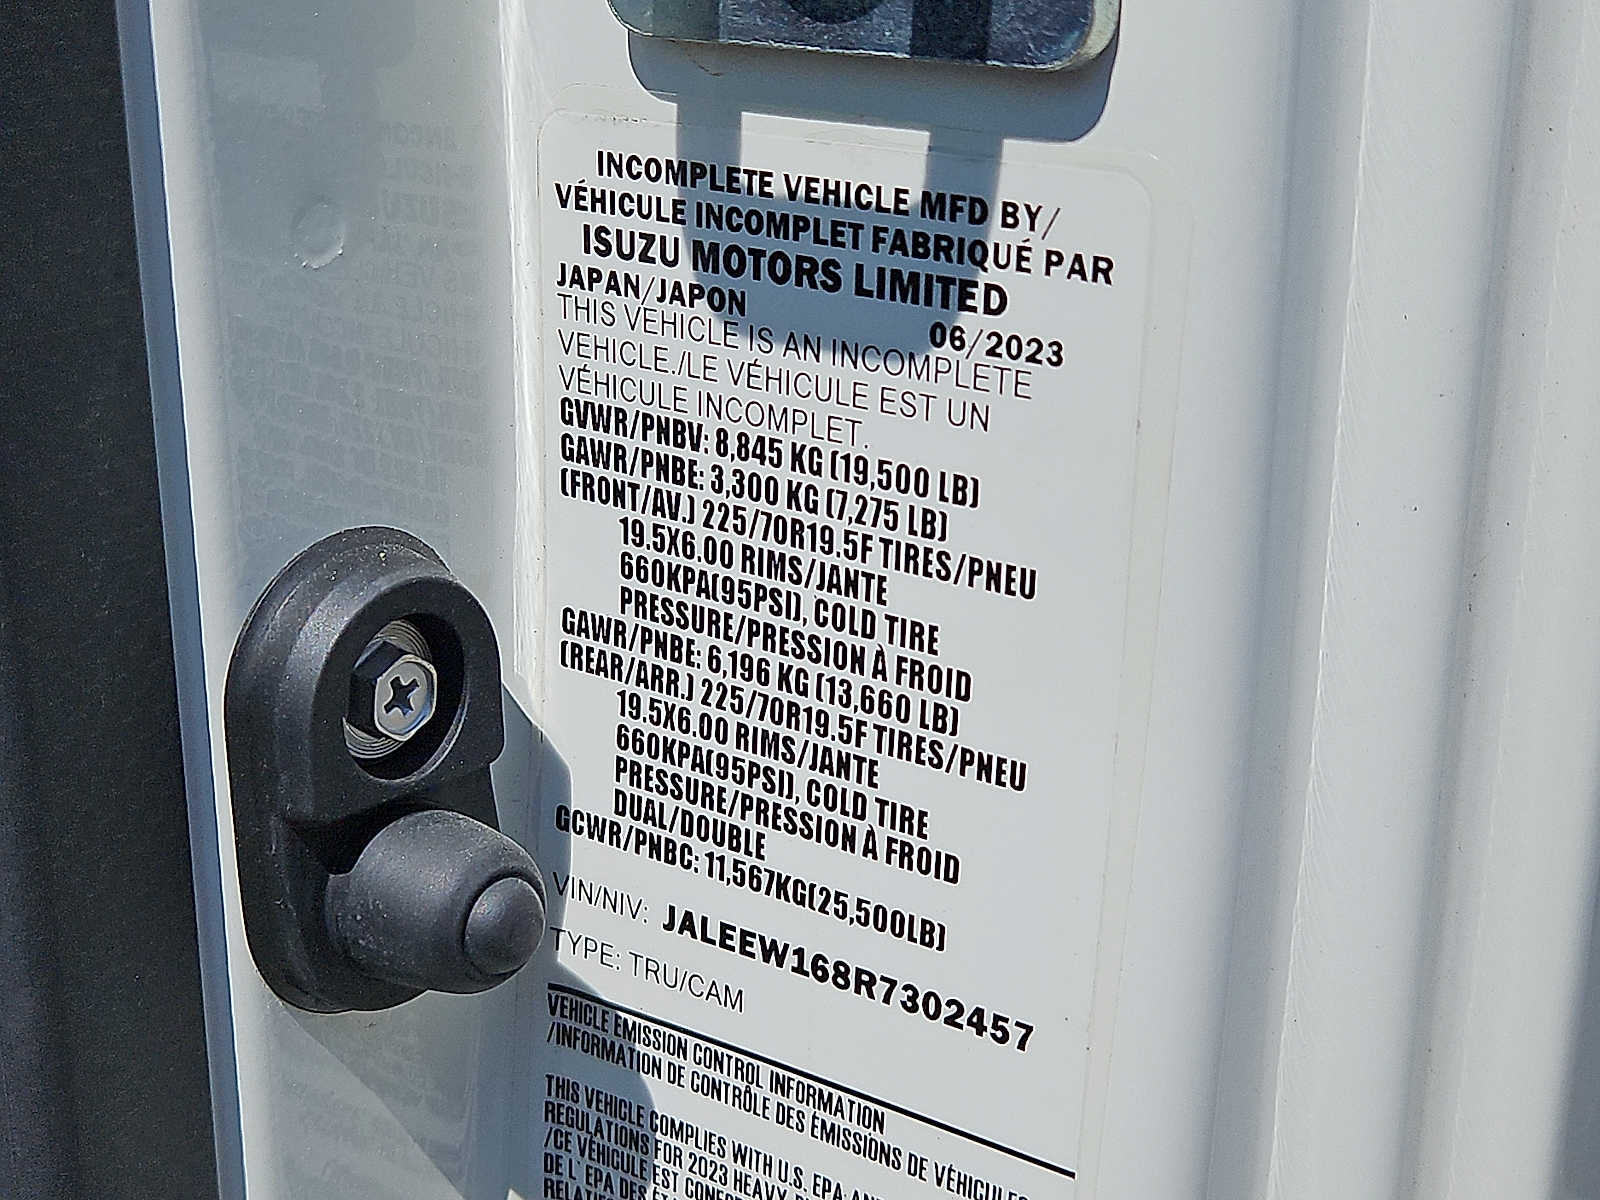 INCOMPLETE VEHICLE MFD BY/
VÉHICULE INCOMPLET FABRIQUÉ PAR
ISUZU MOTORS LIMITED
JAPAN/JAPON
06/2023
THIS VEHICLE IS AN INCOMPLETE
VEHICLE./LE VÉHICULE EST UN
VÉHICULE INCOMPLET.
GVWR/PNBV: 8,845 KG (19,500 LB)
GAWR/PNBE: 3,300 KG (7,275 LB)
(FRONT/AV.) 225/70R19.5F TIRES/PNEU
19.5X6.00 RIMS/JANTE
660KPA(95PSI), COLD TIRE
PRESSURE/PRESSION À FROID
GAWR/PNBE: 6,196 KG (13,660 LB)
(REAR/ARR.) 225/70R19.5F TIRES/PNEU
19.5X6.00 RIMS/JANTE
660KPA(95PSI), COLD TIRE
PRESSURE/PRESSION À FROID
DUAL/DOUBLE
GCWR/PNBC: 11,567KG(25,500LB)
VIN/NIV: JALEEW168R7302457
TYPE: TRU/CAM
VEHICLE EMISSION CONTROL INFORMATION
/INFORMATION DE CONTRÔLE DES ÉMISSIONS DE VÉHICULES
THIS VEHICLE COMPLIES WITH U.S. EPA
REGULATIONS FOR 2023 HEAVY
/CE VÉHICULE EST
DE L'EPA DES